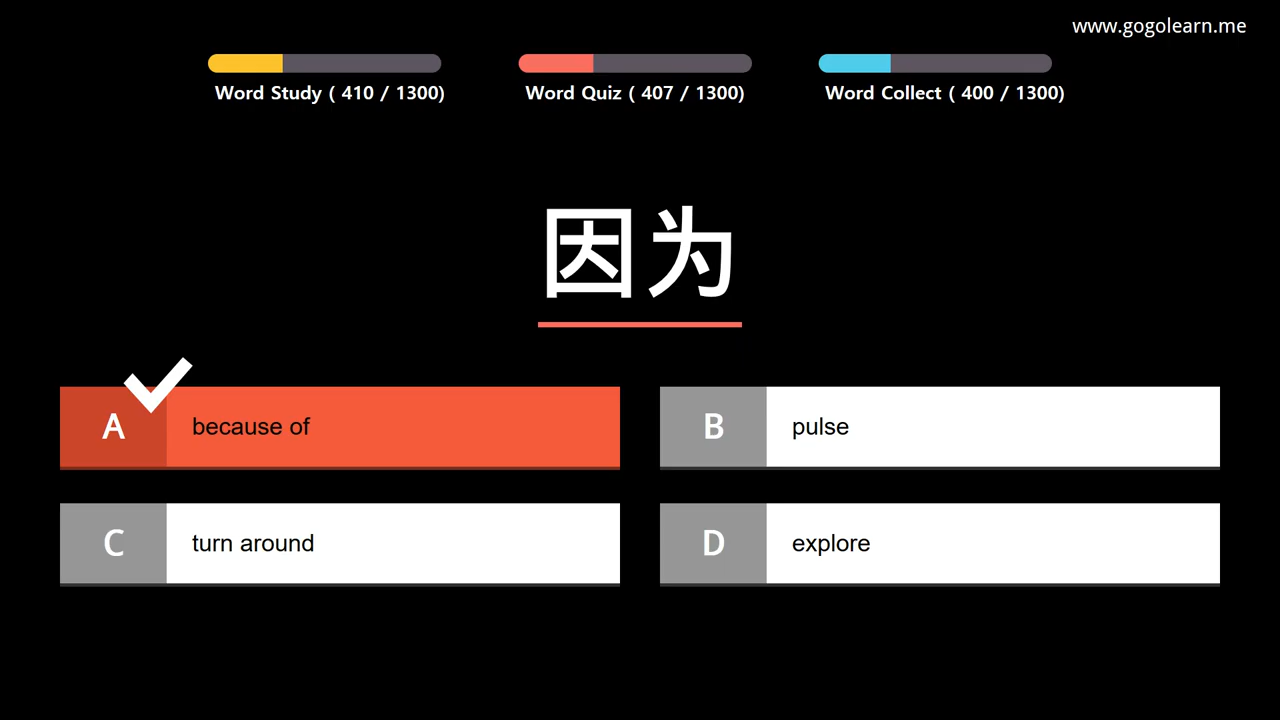 www.gogolearn.me
Word Study ( 410 / 1300)
Word Quiz ( 407 / 1300)
Word Collect ( 400 / 1300)
因为
A because of
B pulse
C turn around
D explore